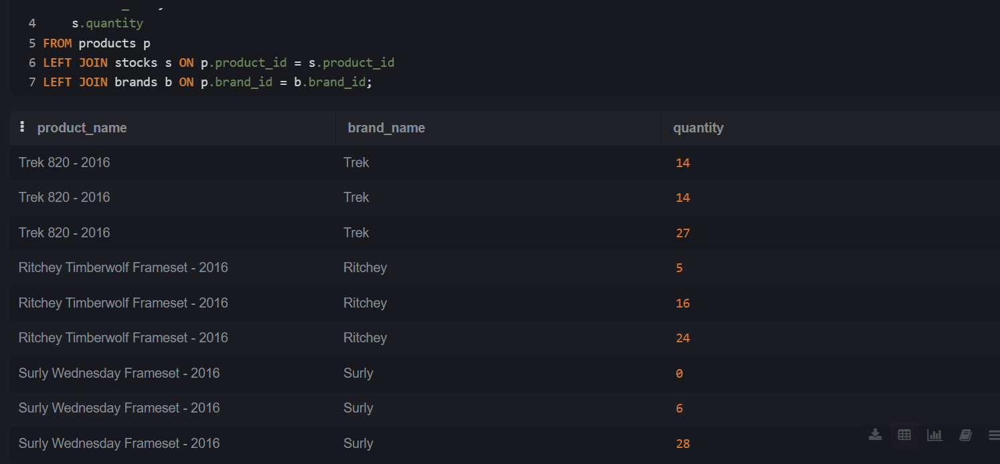 4 s.quantity
5 FROM products p
6 LEFT JOIN stocks s ON p.product_id = s.product_id
7 LEFT JOIN brands b ON p.brand_id = b.brand_id;
product_name brand_name quantity
Trek 820 - 2016 Trek 14
Trek 820 - 2016 Trek 14
Trek 820 - 2016 Trek 27
Ritchey Timberwolf Frameset - 2016 Ritchey 5
Ritchey Timberwolf Frameset - 2016 Ritchey 16
Ritchey Timberwolf Frameset - 2016 Ritchey 24
Surly Wednesday Frameset - 2016 Surly 0
Surly Wednesday Frameset - 2016 Surly 6
Surly Wednesday Frameset - 2016 Surly 28